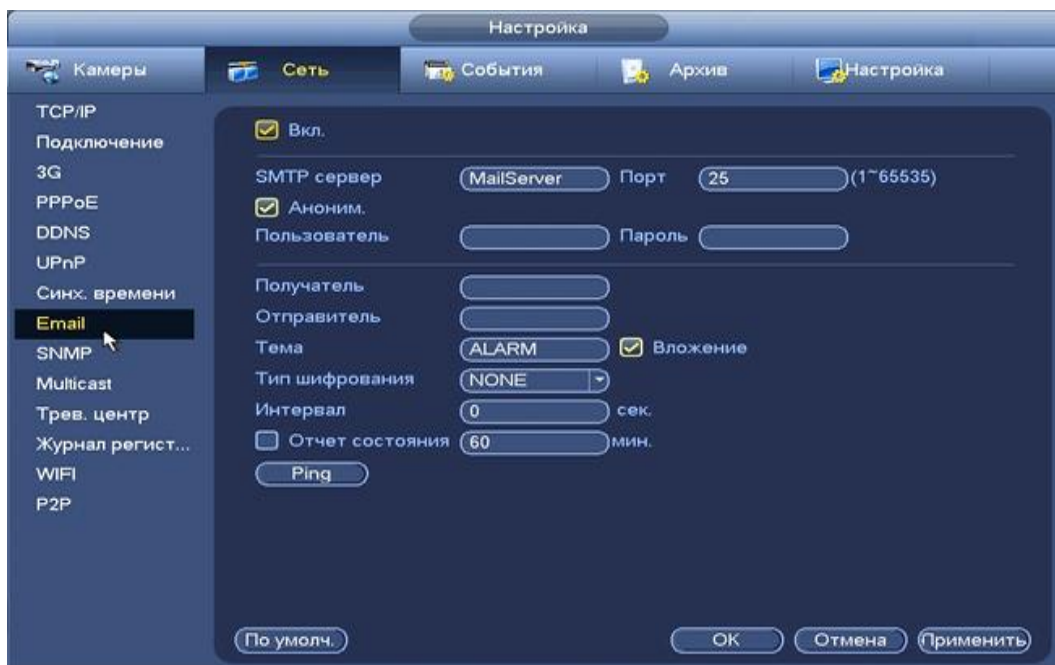 Настройка
Камеры Сеть События Архив Настройка
TCP/IP
Подключение
3G
PPPoE
DDNS
UPnP
Синх. времени
Email
SNMP
Multicast
Трев. центр
Журнал регист...
WIFI
P2P
Вкл.
SMTP сервер MailServer Порт 25 (1~65535)
Аноним.
Пользователь Пароль
Получатель
Отправитель
Тема ALARM Вложение
Тип шифрования NONE
Интервал 0 сек.
Отчет состояния 60 мин.
Ping
По умолч. OK Отмена Применить